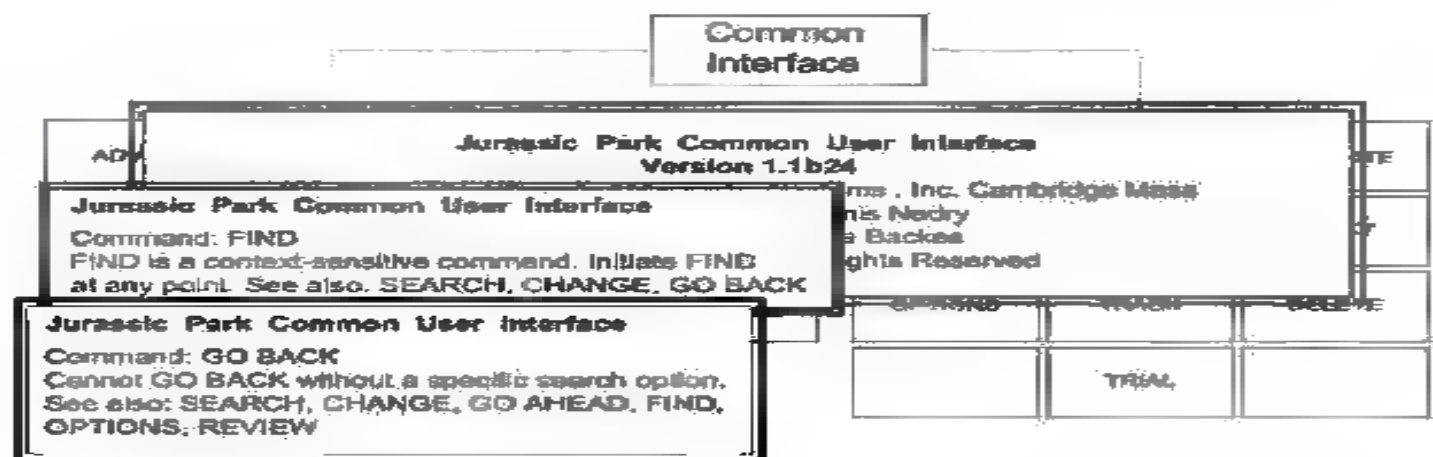 Common
Interface
Jurassic Park Common User Interface
Version 1.1b24
Inc. Cambridge Mass
Nedry
Backes
Reserved
Jurassic Park Common User Interface
Command: FIND
FIND is a context-sensitive command. Initiate FIND
at any point. See also: SEARCH, CHANGE, GO BACK
Jurassic Park Common User Interface
Command: GO BACK
Cannot GO BACK without a specific search option.
See also: SEARCH, CHANGE, GO AHEAD, FIND,
OPTIONS, REVIEW
DELETE
TRIAL